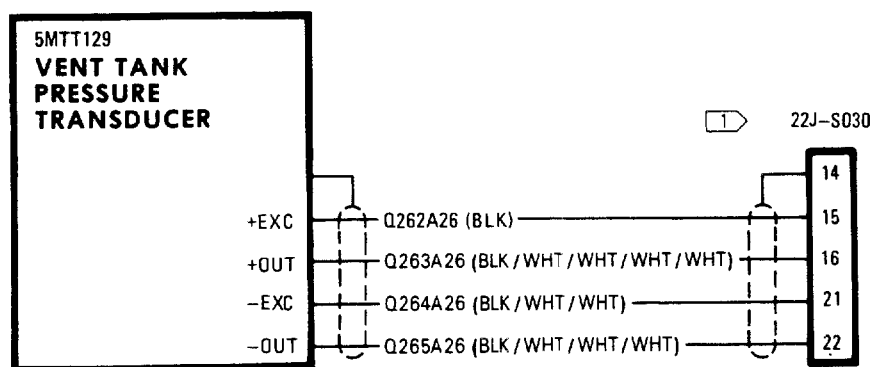 5MTT129
VENT TANK
PRESSURE
TRANSDUCER
1 22J-S030
14
+EXC Q262A26 (BLK) 15
+OUT Q263A26 (BLK/WHT/WHT/WHT/WHT) 16
-EXC Q264A26 (BLK/WHT/WHT) 21
-OUT Q265A26 (BLK/WHT/WHT/WHT) 22